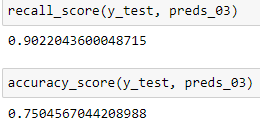 recall_score(y_test, preds_03)
0.9022043600048715
accuracy_score(y_test, preds_03)
0.7504567044208988